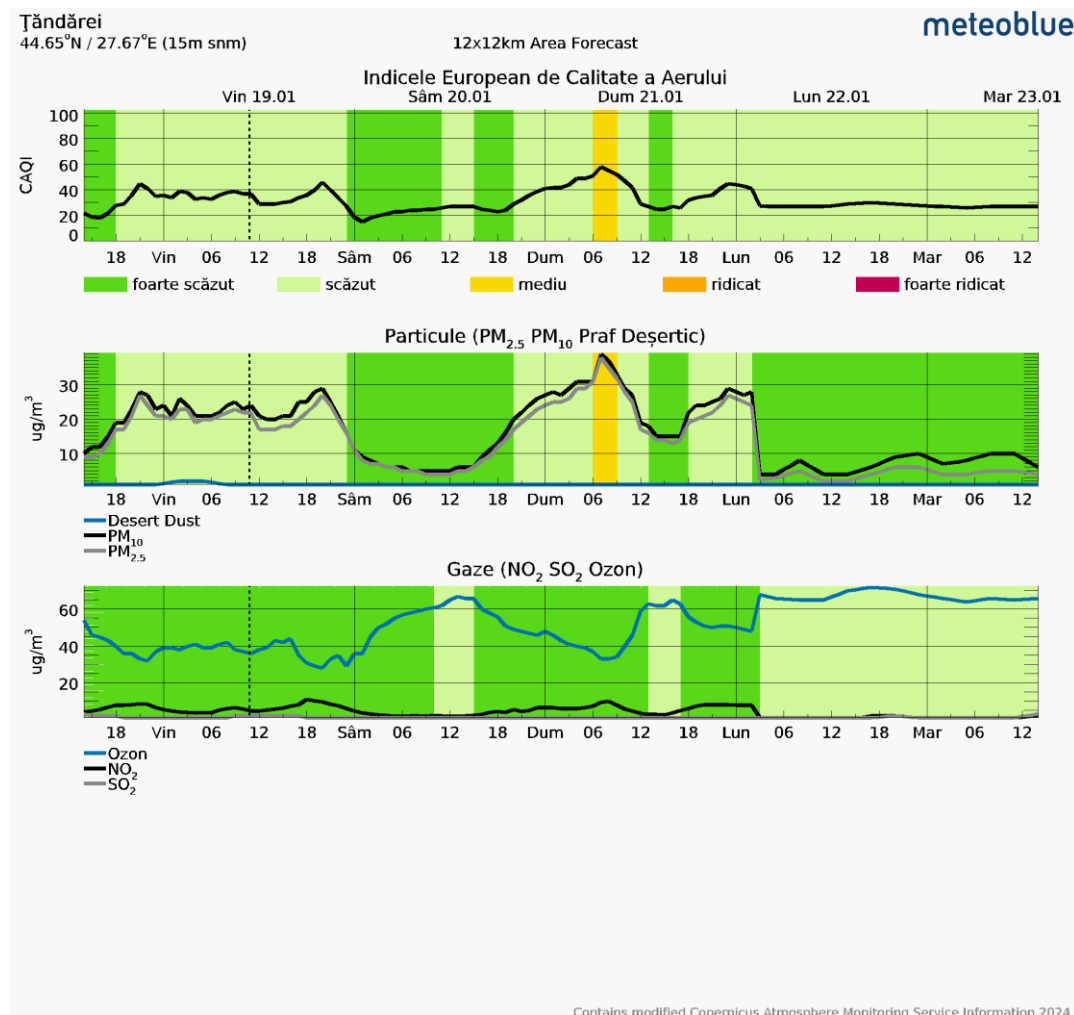 Ţăndărei
meteoblue
44.65°N / 27.67°E (15m snm)
12x12km Area Forecast
Indicele European de Calitate a Aerului
Vin 19.01 Sâm 20.01 Dum 21.01 Lun 22.01 Mar 23.01
100
80
60
40
20
0
CAQI
18 Vin 06 12 18 Sâm 06 12 18 Dum 06 12 18 Lun 06 12 18 Mar 06 12
foarte scăzut scăzut mediu ridicat foarte ridicat
Particule (PM2.5 PM10 Praf Deșertic)
30
20
10
ug/m³
18 Vin 06 12 18 Sâm 06 12 18 Dum 06 12 18 Lun 06 12 18 Mar 06 12
Desert Dust
PM10
PM2.5
Gaze (NO2 SO2 Ozon)
60
40
20
ug/m³
18 Vin 06 12 18 Sâm 06 12 18 Dum 06 12 18 Lun 06 12 18 Mar 06 12
Ozon
NO2
SO2
Contains modified Copernicus Atmosphere Monitoring Service Information 2024